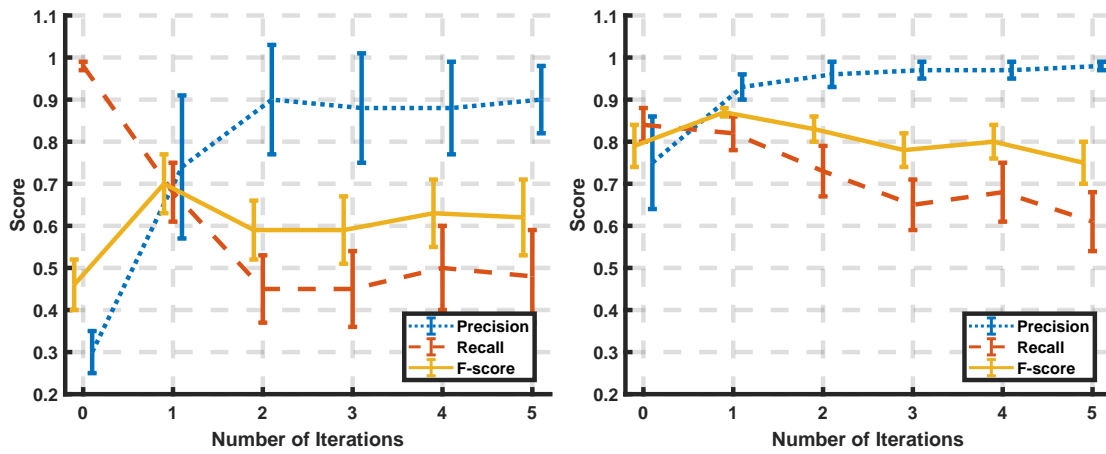 1.1
1
0.9
0.8
0.7
0.6
0.5
0.4
0.3
0.2
Score
0 1 2 3 4 5
Number of Iterations
Precision
Recall
F-score
1.1
1
0.9
0.8
0.7
0.6
0.5
0.4
0.3
0.2
Score
0 1 2 3 4 5
Number of Iterations
Precision
Recall
F-score